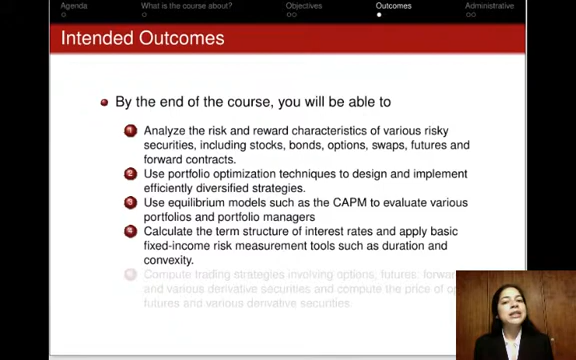 Agenda
What is the course about?
Objectives
Outcomes
Administrative
Intended Outcomes
By the end of the course, you will be able to
1 Analyze the risk and reward characteristics of various risky
securities, including stocks, bonds, options, swaps, futures and
forward contracts.
2 Use portfolio optimization techniques to design and implement
efficiently diversified strategies.
3 Use equilibrium models such as the CAPM to evaluate various
portfolios and portfolio managers
4 Calculate the term structure of interest rates and apply basic
fixed-income risk measurement tools such as duration and
convexity.
Compute trading strategies involving options, futures,
and various derivative securities and compute the price of
futures and various derivative securities.